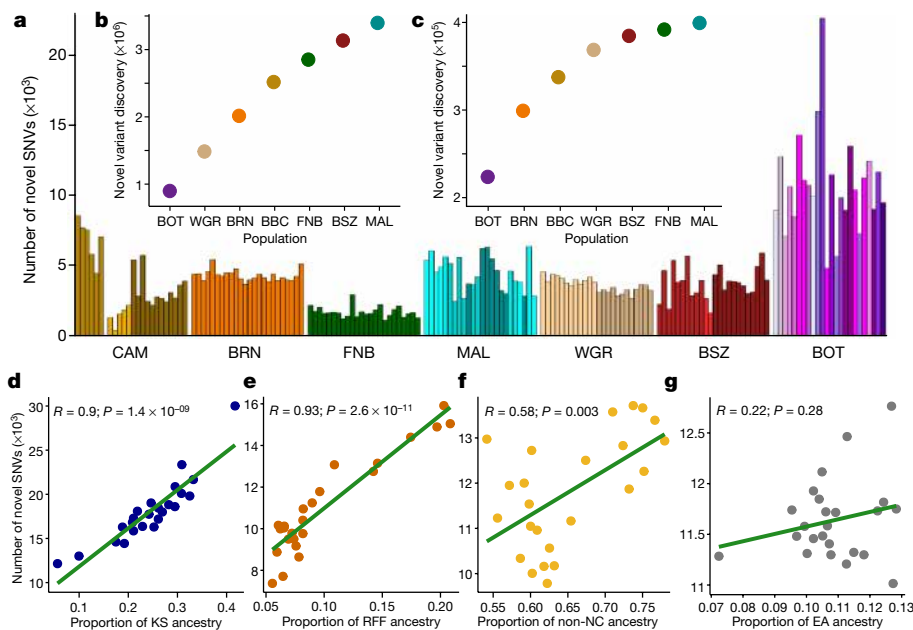 a
Number of novel SNVs (×10³)
20
15
10
5
0
CAM BRN FNB MAL WGR BSZ BOT
b
Novel variant discovery (×10⁶)
3
2
1
BOT WGR BRN BBC FNB BSZ MAL
Population
c
Novel variant discovery (×10⁵)
4
3
2
BOT BRN BBC WGR BSZ FNB MAL
Population
d
Number of novel SNVs (×10³)
R = 0.9; P = 1.4 × 10⁻⁰⁹
30
25
20
15
10
0.1 0.2 0.3 0.4
Proportion of KS ancestry
e
R = 0.93; P = 2.6 × 10⁻¹¹
16
14
12
10
8
0.05 0.10 0.15 0.20
Proportion of RFF ancestry
f
R = 0.58; P = 0.003
13
12
11
10
0.55 0.60 0.65 0.70 0.75
Proportion of non-NC ancestry
g
R = 0.22; P = 0.28
12.5
12.0
11.5
11
0.07 0.09 0.10 0.11 0.12 0.13
Proportion of EA ancestry